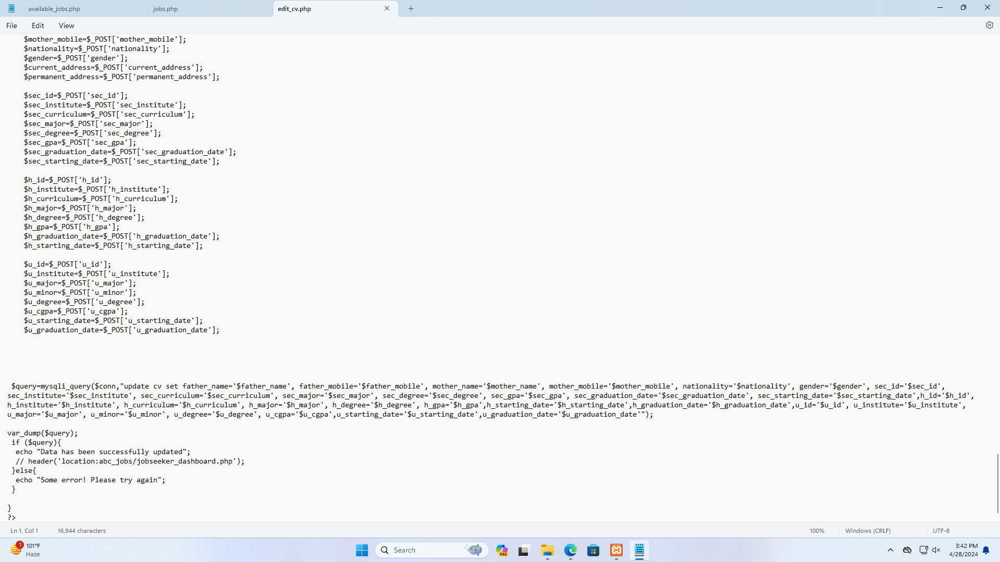 available_jobs.php
jobs.php
edit_cv.php
File
Edit
View
$mother_mobile=$_POST['mother_mobile'];
$nationality=$_POST['nationality'];
$gender=$_POST['gender'];
$current_address=$_POST['current_address'];
$permanent_address=$_POST['permanent_address'];
$sec_id=$_POST['sec_id'];
$sec_institute=$_POST['sec_institute'];
$sec_curriculum=$_POST['sec_curriculum'];
$sec_major=$_POST['sec_major'];
$sec_degree=$_POST['sec_degree'];
$sec_gpa=$_POST['sec_gpa'];
$sec_graduation_date=$_POST['sec_graduation_date'];
$sec_starting_date=$_POST['sec_starting_date'];
$h_id=$_POST['h_id'];
$h_institute=$_POST['h_institute'];
$h_curriculum=$_POST['h_curriculum'];
$h_major=$_POST['h_major'];
$h_degree=$_POST['h_degree'];
$h_gpa=$_POST['h_gpa'];
$h_graduation_date=$_POST['h_graduation_date'];
$h_starting_date=$_POST['h_starting_date'];
$u_id=$_POST['u_id'];
$u_institute=$_POST['u_institute'];
$u_major=$_POST['u_major'];
$u_minor=$_POST['u_minor'];
$u_degree=$_POST['u_degree'];
$u_cgpa=$_POST['u_cgpa'];
$u_starting_date=$_POST['u_starting_date'];
$u_graduation_date=$_POST['u_graduation_date'];
$query=mysqli_query($conn,"update cv set father_name='$father_name', father_mobile='$father_mobile', mother_name='$mother_name', mother_mobile='$mother_mobile', nationality='$nationality', gender='$gender', sec_id='$sec_id',
sec_institute='$sec_institute', sec_curriculum='$sec_curriculum', sec_major='$sec_major', sec_degree='$sec_degree', sec_gpa='$sec_gpa', sec_graduation_date='$sec_graduation_date', sec_starting_date='$sec_starting_date',h_id='$h_id',
h_institute='$h_institute', h_curriculum='$h_curriculum', h_major='$h_major', h_degree='$h_degree', h_gpa='$h_gpa',h_starting_date='$h_starting_date',h_graduation_date='$h_graduation_date',u_id='$u_id', u_institute='$u_institute',
u_major='$u_major', u_minor='$u_minor', u_degree='$u_degree', u_cgpa='$u_cgpa',u_starting_date='$u_starting_date',u_graduation_date='$u_graduation_date'");
var_dump($query);
if ($query){
echo "Data has been successfully updated";
// header('location:abc_jobs/jobseeker_dashboard.php');
}else{
echo "Some error! Please try again";
}
}
?>
Ln 1, Col 1
16,944 characters
100%
Windows (CRLF)
UTF-8
1
101°F
Haze
Search
PRE
3:42 PM
4/28/2024